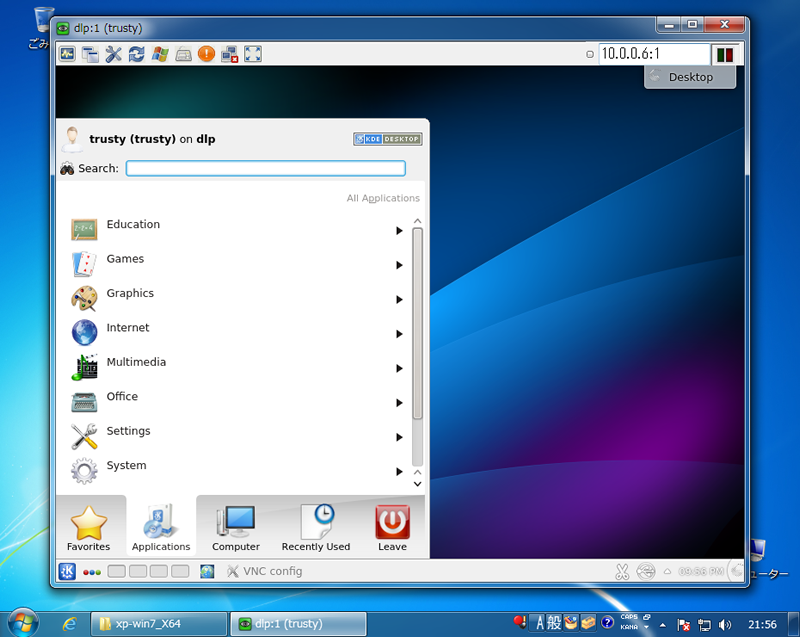 ごみ
dlp:1 (trusty)
10.0.0.6:1
Desktop
trusty (trusty) on dlp
KDE DESKTOP
Search:
All Applications
Education
Games
Graphics
Internet
Multimedia
Office
Settings
System
Favorites
Applications
Computer
Recently Used
Leave
VNC config
09:56 PM
ーター
xp-win7_X64
dlp:1 (trusty)
A 般
CAPS
KANA
21:56